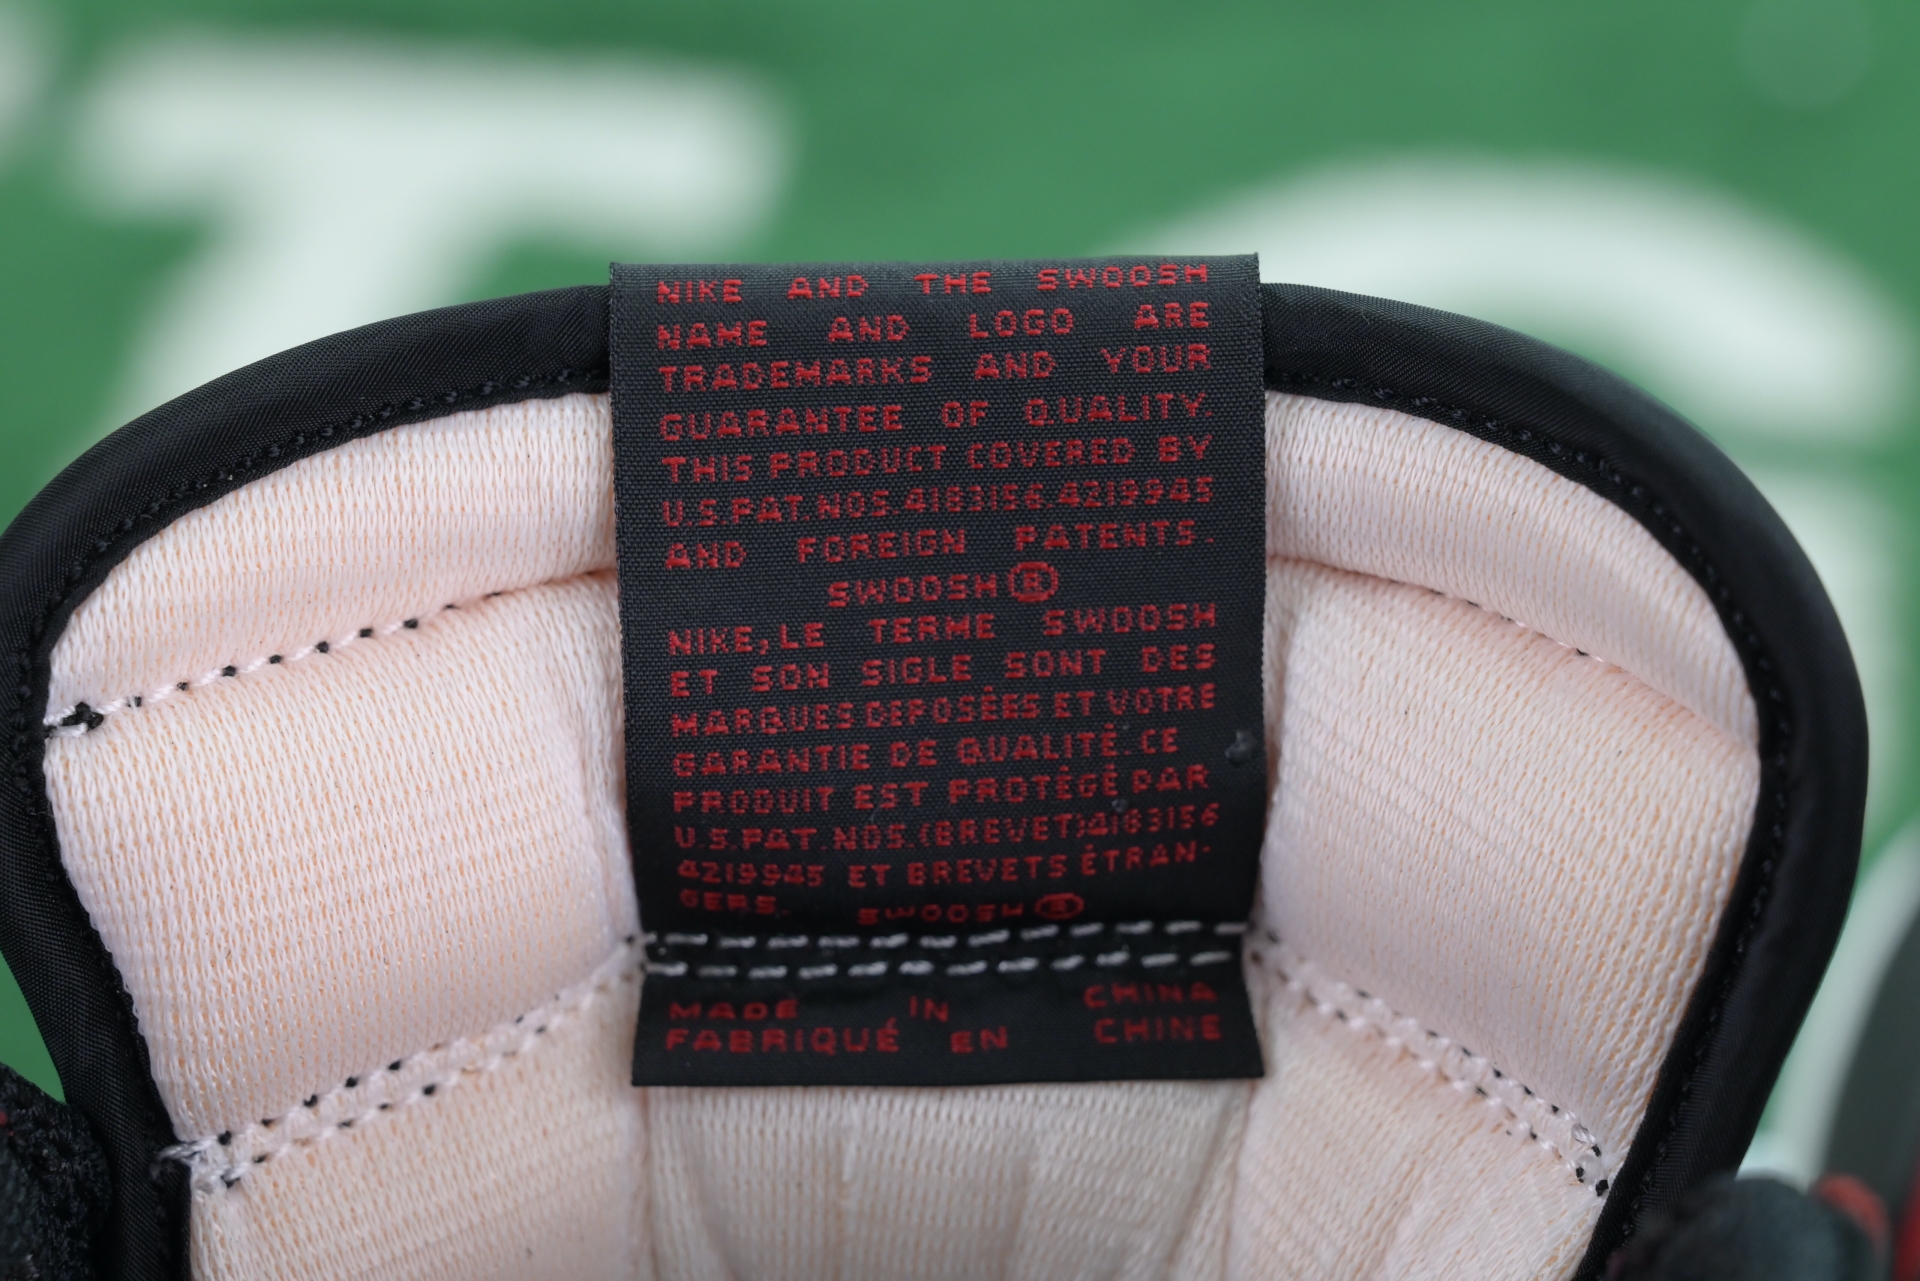 NIKE AND THE SWOOSH
NAME AND LOGO ARE
TRADEMARKS AND YOUR
GUARANTEE OF QUALITY.
THIS PRODUCT COVERED BY
U.S.PAT.NOS.4183156.4219945
AND FOREIGN PATENTS.
SWOOSH®
NIKE,LE TERME SWOOSH
ET SON SIGLE SONT DES
MARQUES DEPOSÈES ET VOTRE
GARANTIE DE QUALITÉ.CE
PRODUIT EST PROTÉGÉ PAR
U.S.PAT.NOS.(BREVET)4183156
4219945 ET BREVETS ÉTRAN-
GERS. SWOOSH®
MADE IN CHINA
FABRIQUÉ EN CHINE